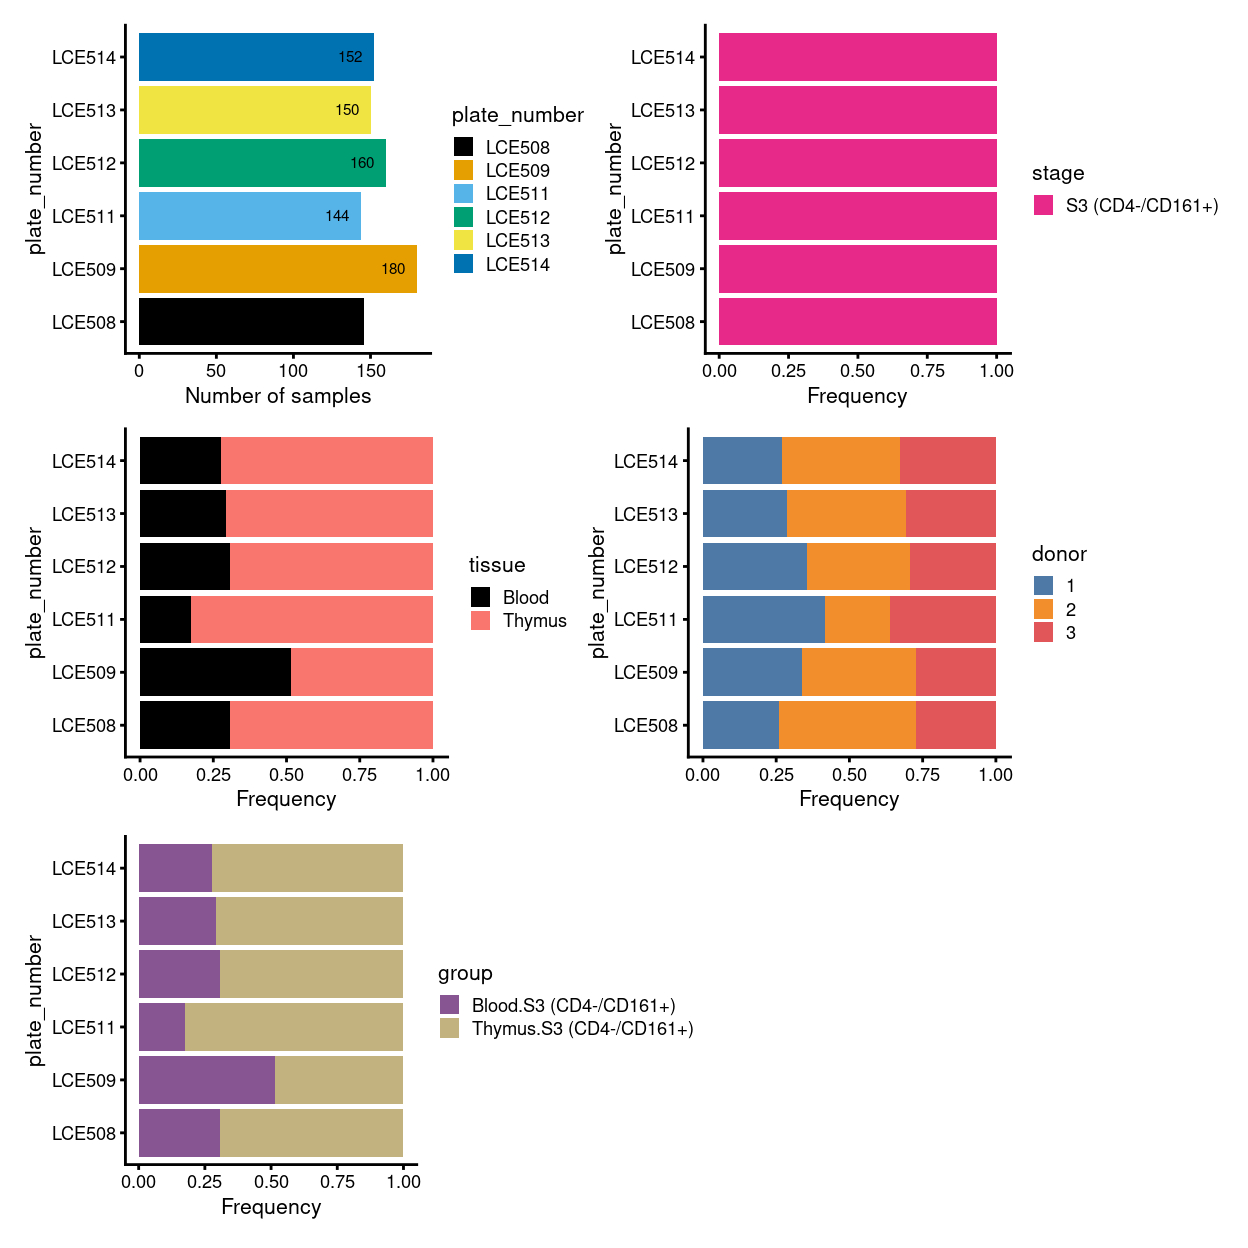 plate_number
LCE514
LCE513
LCE512
LCE511
LCE509
LCE508
152
150
160
144
180
0 50 100 150
Number of samples
plate_number
LCE508
LCE509
LCE511
LCE512
LCE513
LCE514
plate_number
LCE514
LCE513
LCE512
LCE511
LCE509
LCE508
0.00 0.25 0.50 0.75 1.00
Frequency
stage
S3 (CD4-/CD161+)
plate_number
LCE514
LCE513
LCE512
LCE511
LCE509
LCE508
0.00 0.25 0.50 0.75 1.00
Frequency
tissue
Blood
Thymus
plate_number
LCE514
LCE513
LCE512
LCE511
LCE509
LCE508
0.00 0.25 0.50 0.75 1.00
Frequency
donor
1
2
3
plate_number
LCE514
LCE513
LCE512
LCE511
LCE509
LCE508
0.00 0.25 0.50 0.75 1.00
Frequency
group
Blood.S3 (CD4-/CD161+)
Thymus.S3 (CD4-/CD161+)